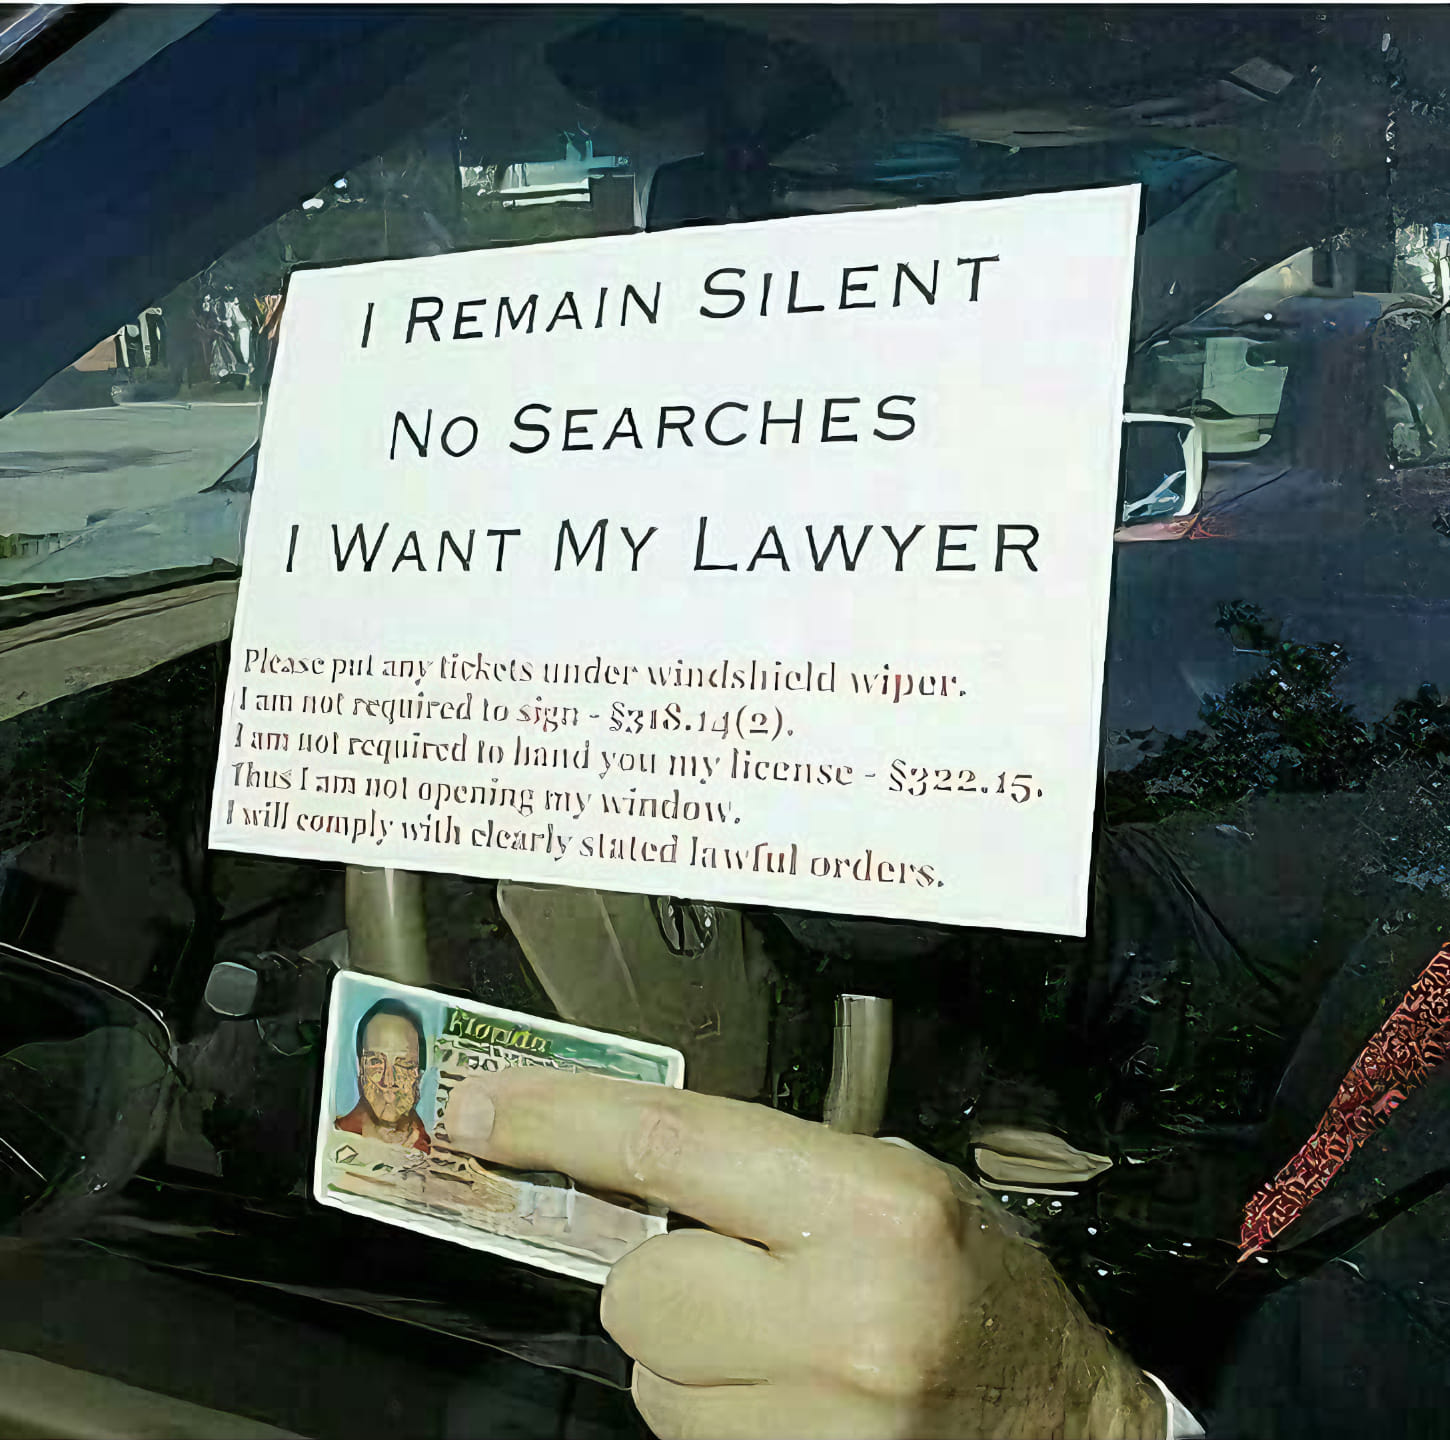 I REMAIN SILENT
NO SEARCHES
I WANT MY LAWYER
Please put any tickets under windshield wiper.
I am not required to sign - §318.14(2).
I am not required to hand you my license - §322.15.
Thus I am not opening my window.
I will comply with clearly stated lawful orders.